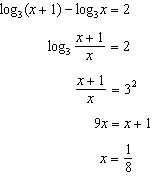 log₃(x+1)−log₃x = 2
log₃ (x+1)/x = 2
(x+1)/x = 3²
9x = x+1
x = 1/8